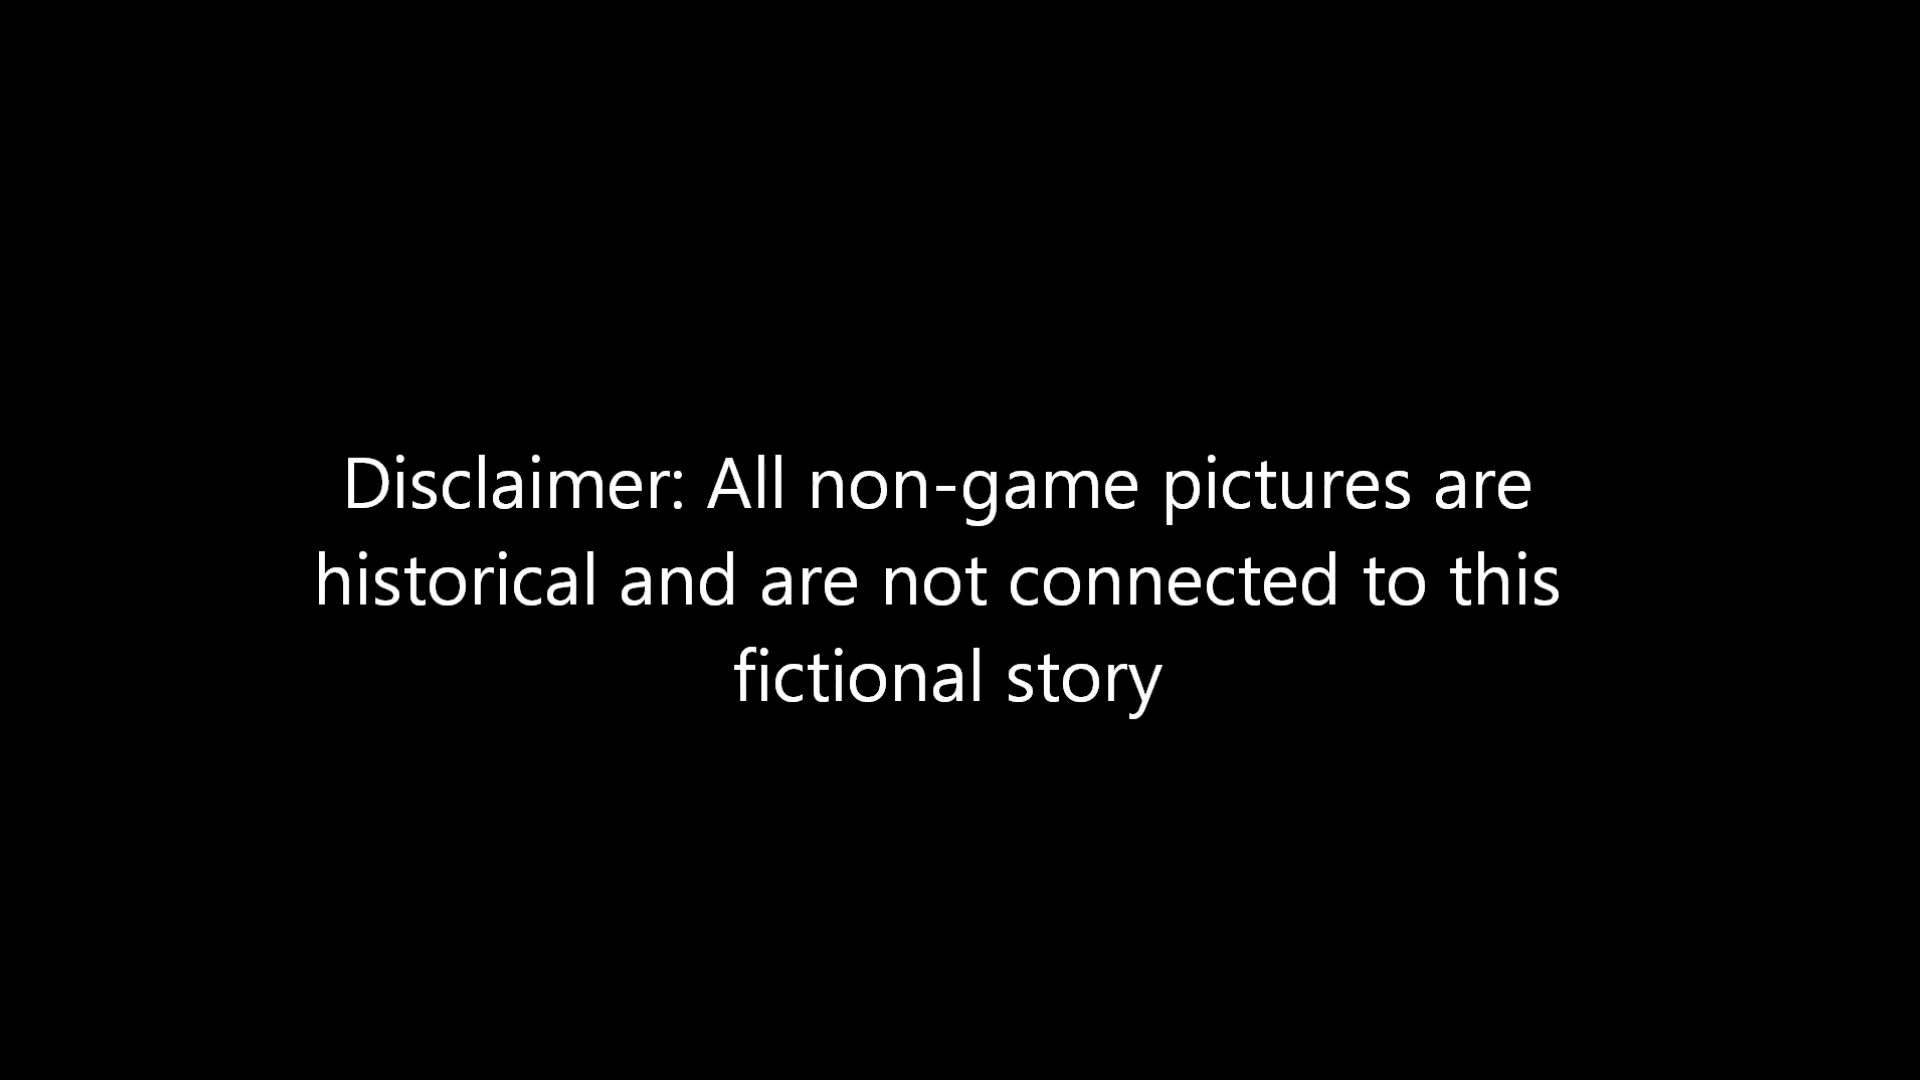 Disclaimer: All non-game pictures are
historical and are not connected to this
fictional story